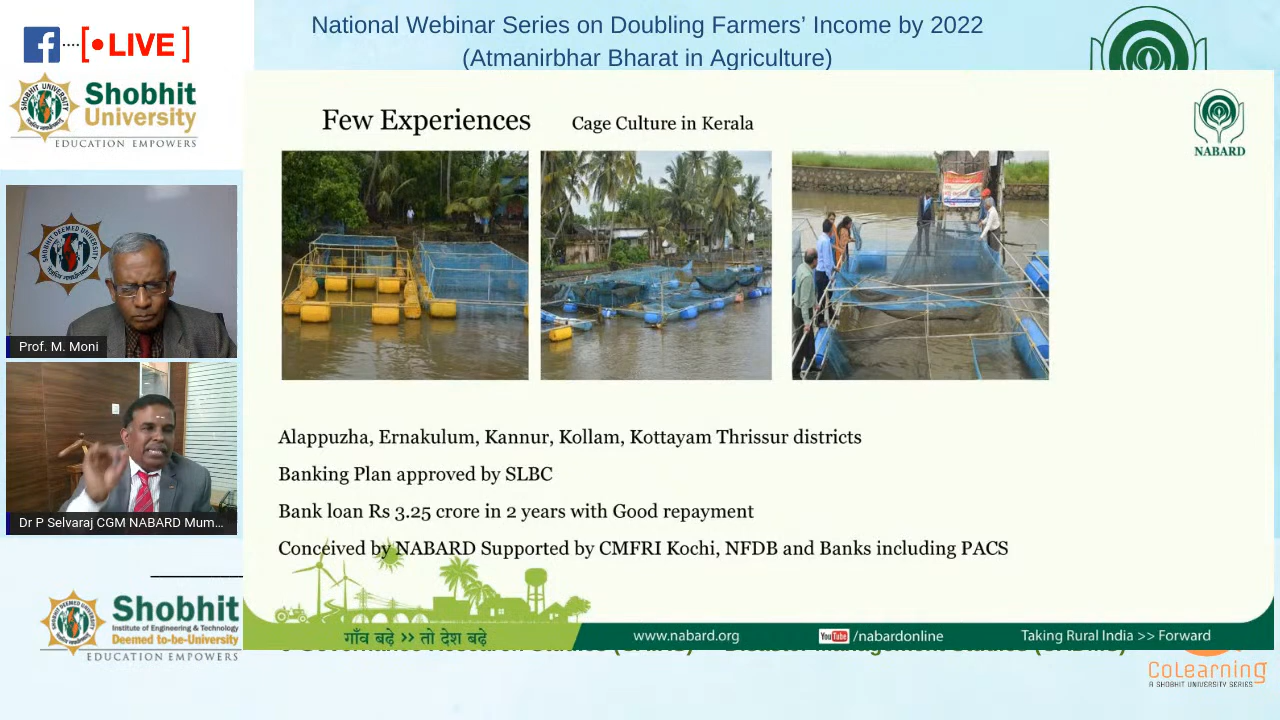 National Webinar Series on Doubling Farmers' Income by 2022
(Atmanirbhar Bharat in Agriculture)
LIVE
Shobhit
University
EDUCATION EMPOWERS
Few Experiences
Cage Culture in Kerala
NABARD
SHOBHIT DEEMED UNIVERSITY
Prof. M. Moni
Dr P Selvaraj CGM NABARD Mum...
Alappuzha, Ernakulum, Kannur, Kollam, Kottayam Thrissur districts
Banking Plan approved by SLBC
Bank loan Rs 3.25 crore in 2 years with Good repayment
Conceived by NABARD Supported by CMFRI Kochi, NFDB and Banks including PACS
Shobhit
Institute of Engineering & Technology
Deemed to-be-University
EDUCATION EMPOWERS
गाँव बढ़े >> तो देश बढ़े
www.nabard.org
YouTube /nabardonline
Taking Rural India >> Forward
CoLearning
A SHOBHIT UNIVERSITY SERIES